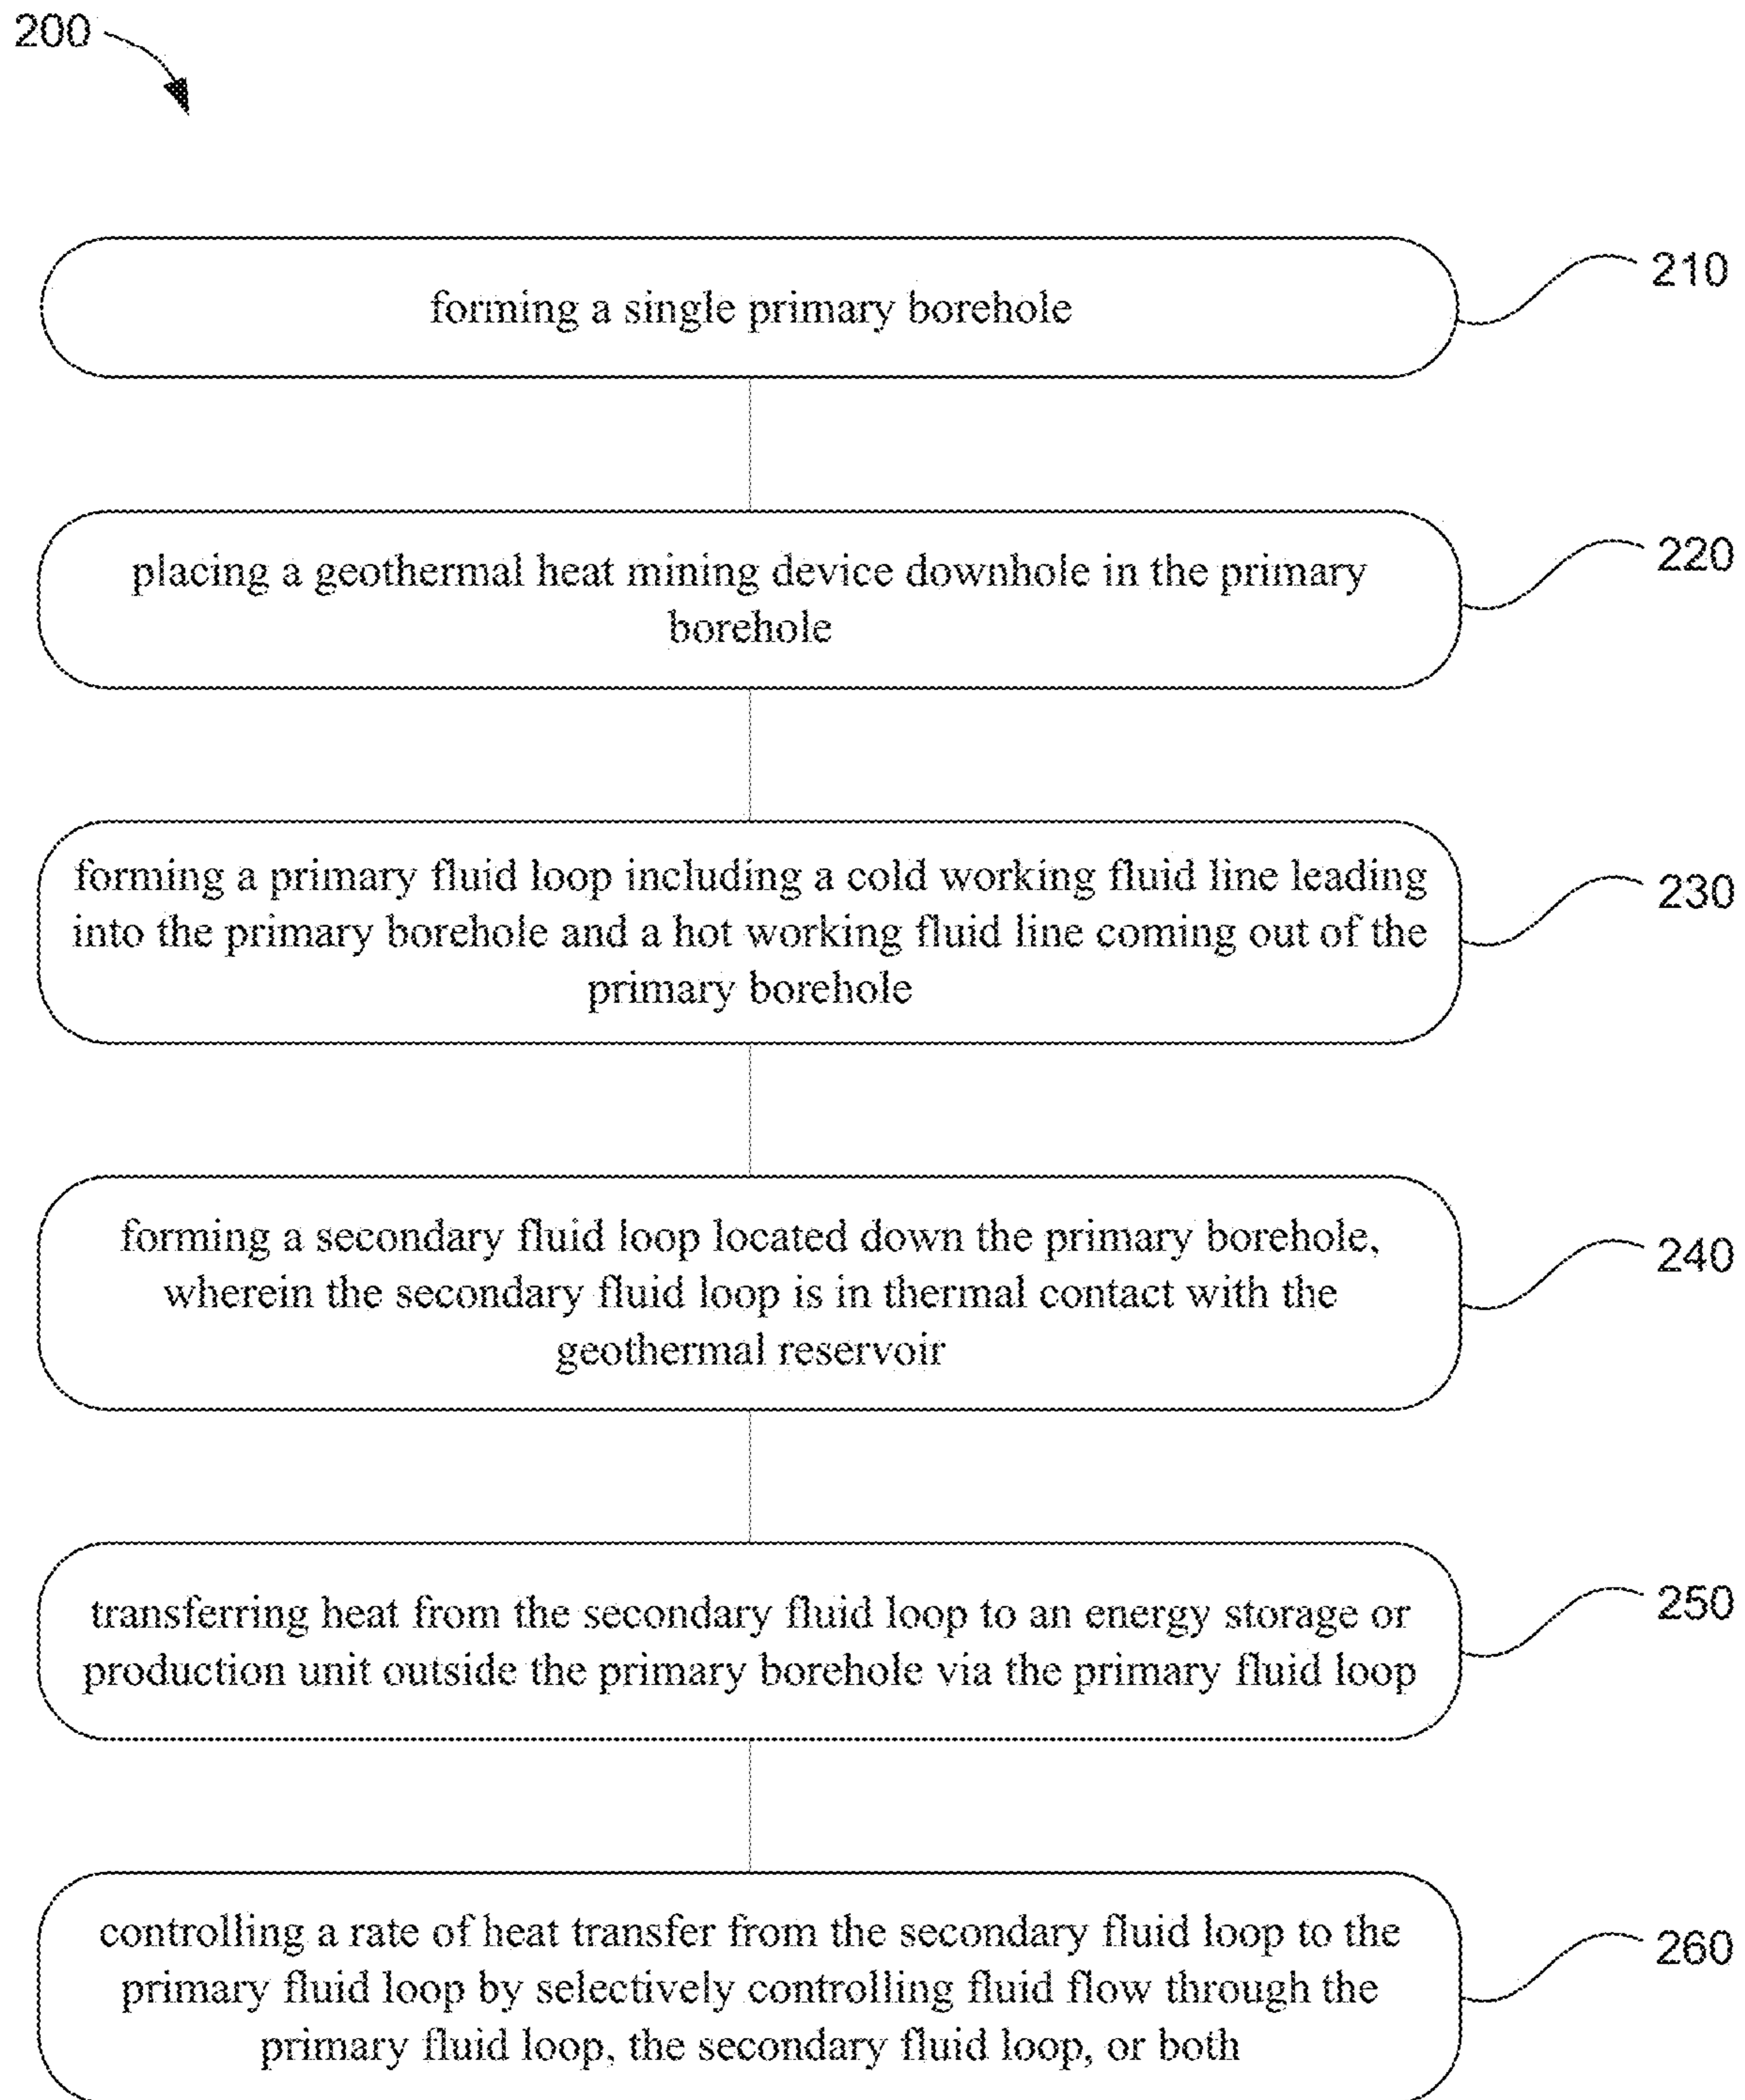 200
forming a single primary borehole
210
placing a geothermal heat mining device downhole in the primary
borehole
220
forming a primary fluid loop including a cold working fluid line leading
into the primary borehole and a hot working fluid line coming out of the
primary borehole
230
forming a secondary fluid loop located down the primary borehole,
wherein the secondary fluid loop is in thermal contact with the
geothermal reservoir
240
transferring heat from the secondary fluid loop to an energy storage or
production unit outside the primary borehole via the primary fluid loop
250
controlling a rate of heat transfer from the secondary fluid loop to the
primary fluid loop by selectively controlling fluid flow through the
primary fluid loop, the secondary fluid loop, or both
260